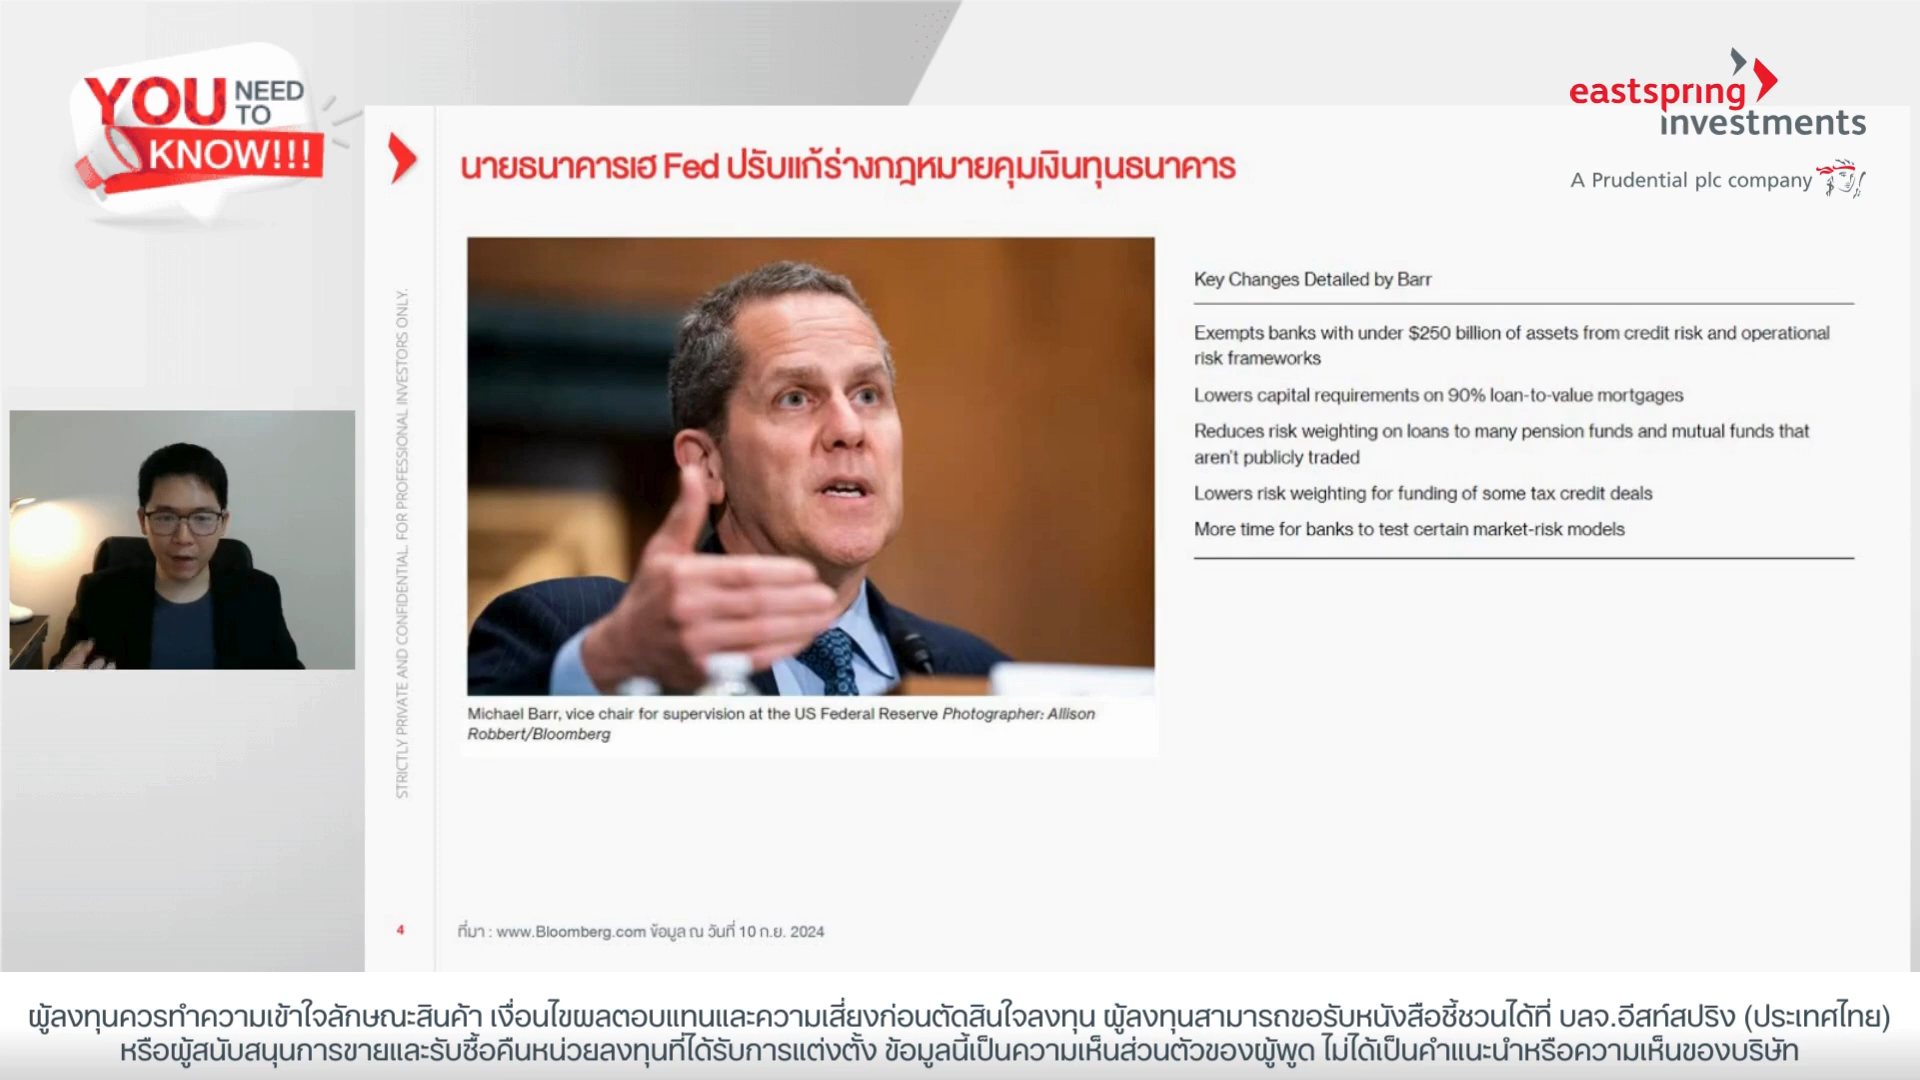 YOU NEED TO
KNOW!!!
eastspring
investments
A Prudential plc company
นายธนาคารเฮ Fed ปรับแก้ร่างกฎหมายคุมเงินทุนธนาคาร
STRICTLY PRIVATE AND CONFIDENTIAL. FOR PROFESSIONAL INVESTORS ONLY.
Key Changes Detailed by Barr
Exempts banks with under $250 billion of assets from credit risk and operational
risk frameworks
Lowers capital requirements on 90% loan-to-value mortgages
Reduces risk weighting on loans to many pension funds and mutual funds that
aren't publicly traded
Lowers risk weighting for funding of some tax credit deals
More time for banks to test certain market-risk models
Michael Barr, vice chair for supervision at the US Federal Reserve Photographer: Allison
Robbert/Bloomberg
4
ที่มา : www.Bloomberg.com ข้อมูล ณ วันที่ 10 ก.ย. 2024
ผู้ลงทุนควรทำความเข้าใจลักษณะสินค้า เงื่อนไขผลตอบแทนและความเสี่ยงก่อนตัดสินใจลงทุน ผู้ลงทุนสามารถขอรับหนังสือชี้ชวนได้ที่ บลจ.อีสท์สปริง (ประเทศไทย)
หรือผู้สนับสนุนการขายและรับซื้อคืนหน่วยลงทุนที่ได้รับการแต่งตั้ง ข้อมูลนี้เป็นความเห็นส่วนตัวของผู้พูด ไม่ได้เป็นคำแนะนำหรือความเห็นของบริษัท